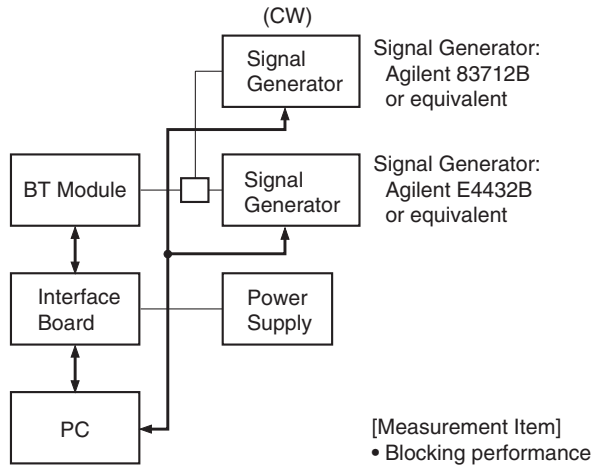 (CW)
Signal
Generator
Signal Generator:
Agilent 83712B
or equivalent
BT Module
Signal
Generator
Signal Generator:
Agilent E4432B
or equivalent
Interface
Board
Power
Supply
PC
[Measurement Item]
• Blocking performance